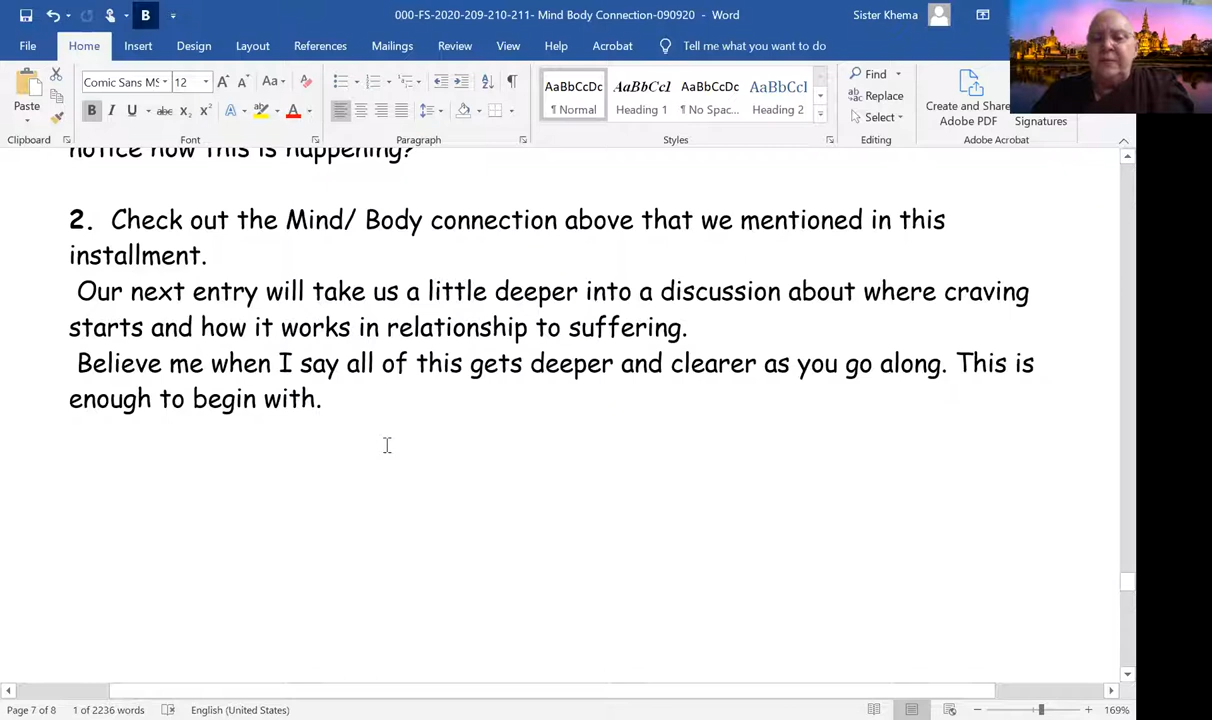 000-FS-2020-209-210-211- Mind Body Connection-090920 - Word
Sister Khema
File Home Insert Design Layout References Mailings Review View Help Acrobat Tell me what you want to do
Paste
Clipboard
Comic Sans MS 12
Font
Paragraph
AaBbCcDc AaBbCcI AaBbCcDc AaBbCcI
¶ Normal Heading 1 ¶ No Spac... Heading 2
Styles
Find
Replace
Select
Editing
Create and Share
Adobe PDF
Signatures
Adobe Acrobat
notice how this is happening?
2. Check out the Mind/ Body connection above that we mentioned in this
installment.
Our next entry will take us a little deeper into a discussion about where craving
starts and how it works in relationship to suffering.
Believe me when I say all of this gets deeper and clearer as you go along. This is
enough to begin with.
Page 7 of 8 1 of 2236 words English (United States) 169%